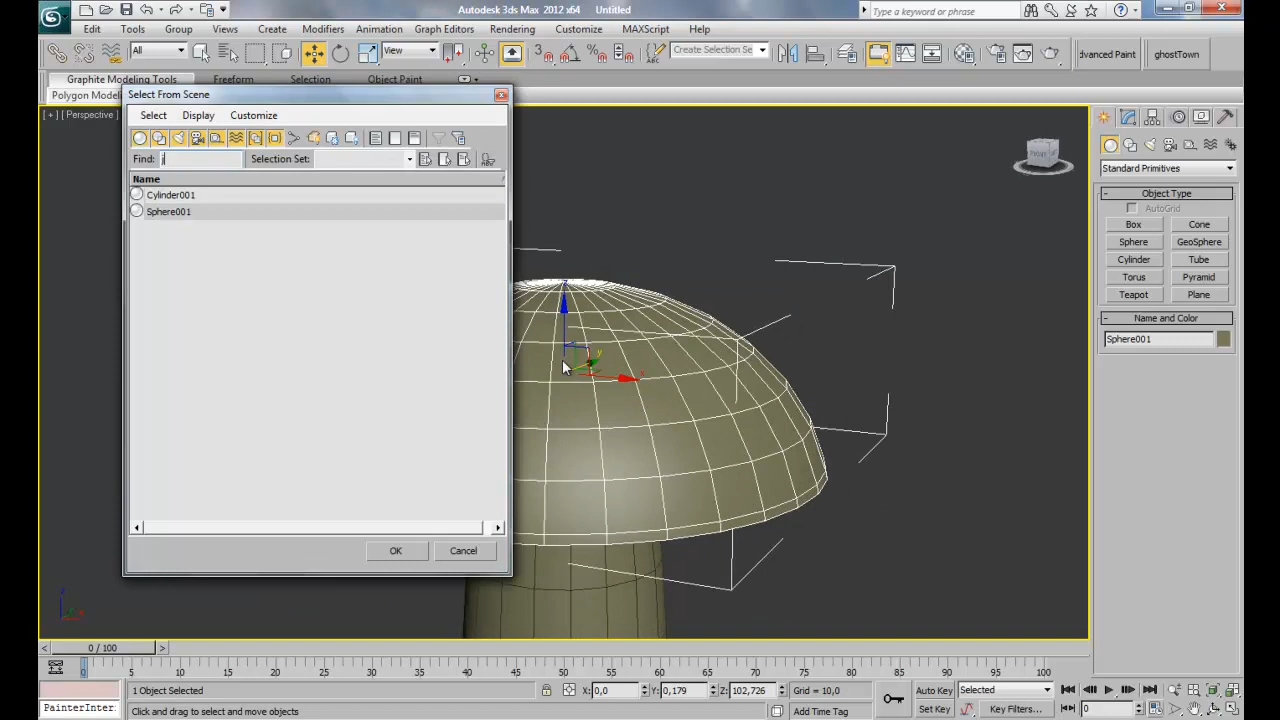 Autodesk 3ds Max 2012 x64 Untitled
Type a keyword or phrase
Edit Tools Group Views Create Modifiers Animation Graph Editors Rendering Customize MAXScript Help
All View 3 Create Selection Se dvanced Paint ghostTown
Graphite Modeling Tools Freeform Selection Object Paint
Polygon Model
Select From Scene
[ + ] [ Perspective ]
Select Display Customize
Find: j Selection Set:
Name
Cylinder001
Sphere001
OK Cancel
z
y
x
Standard Primitives
- Object Type
AutoGrid
Box Cone
Sphere GeoSphere
Cylinder Tube
Torus Pyramid
Teapot Plane
- Name and Color
Sphere001
< 0 / 100 >
0 5 10 15 20 25 30 35 40 45 50 55 60 65 70 75 80 85 90 95 100
1 Object Selected X: 0,0 Y: 0,179 Z: 102,726 Grid = 10,0 Auto Key Selected
PainterInter: Click and drag to select and move objects Add Time Tag Set Key Key Filters... 0